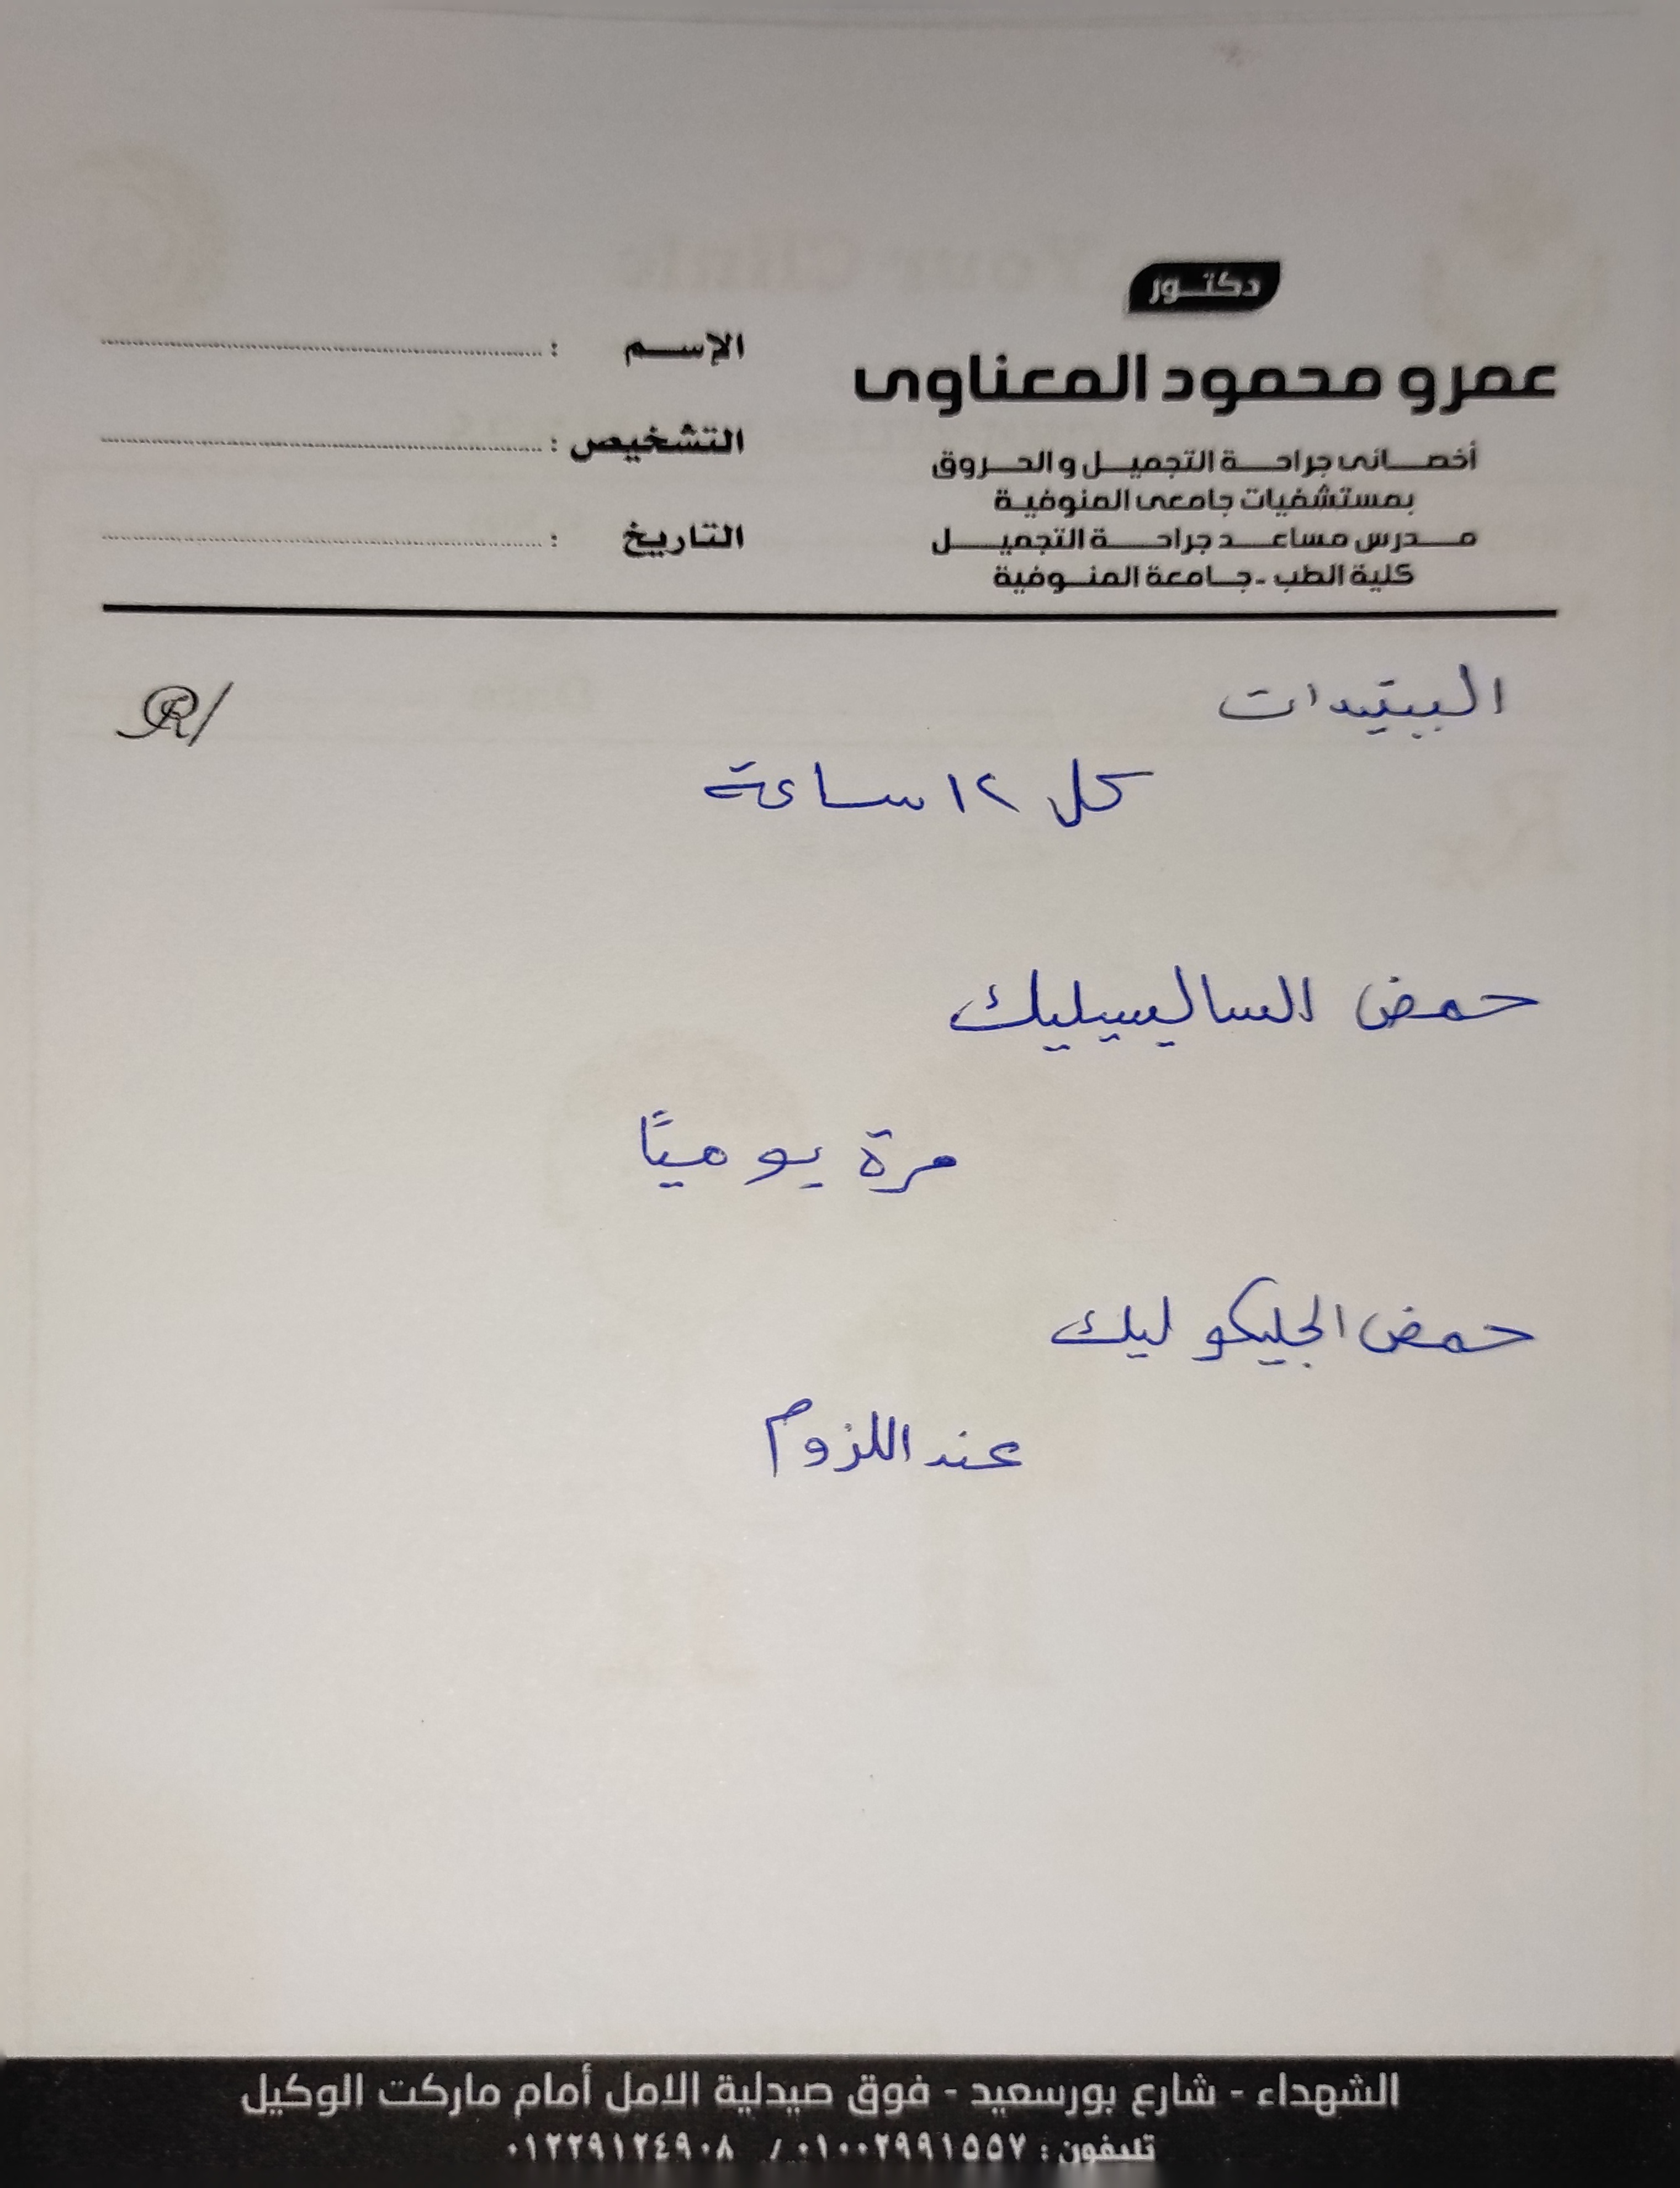 دكتور
عمرو محمود المعناوى
أخصائى جراحة التجميل والحروق
بمستشفيات جامعى المنوفية
مدرس مساعد جراحة التجميل
كلية الطب - جامعة المنوفية
الإسم :
التشخيص :
التاريخ :
R/
الببتيدات
كل ١٢ ساعة
حمض الساليسيليك
مرة يوميًا
حمض الجليكوليك
عند اللزوم
الشهداء - شارع بورسعيد - فوق صيدلية الامل أمام ماركت الوكيل
تليفون : ٠١٠٠٢٩٩١٥٥٧ / ٠١٢٢٩١٢٤٩٠٨